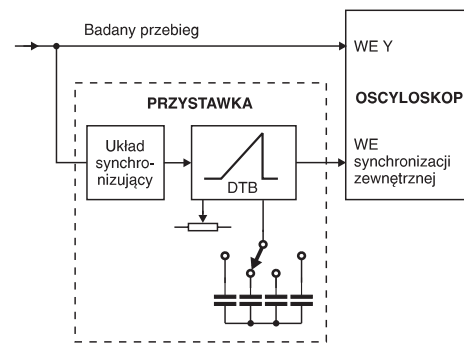 Badany przebieg
WE Y
PRZYSTAWKA
OSCYLOSKOP
Układ
synchro-
nizujący
DTB
WE
synchronizacji
zewnętrznej